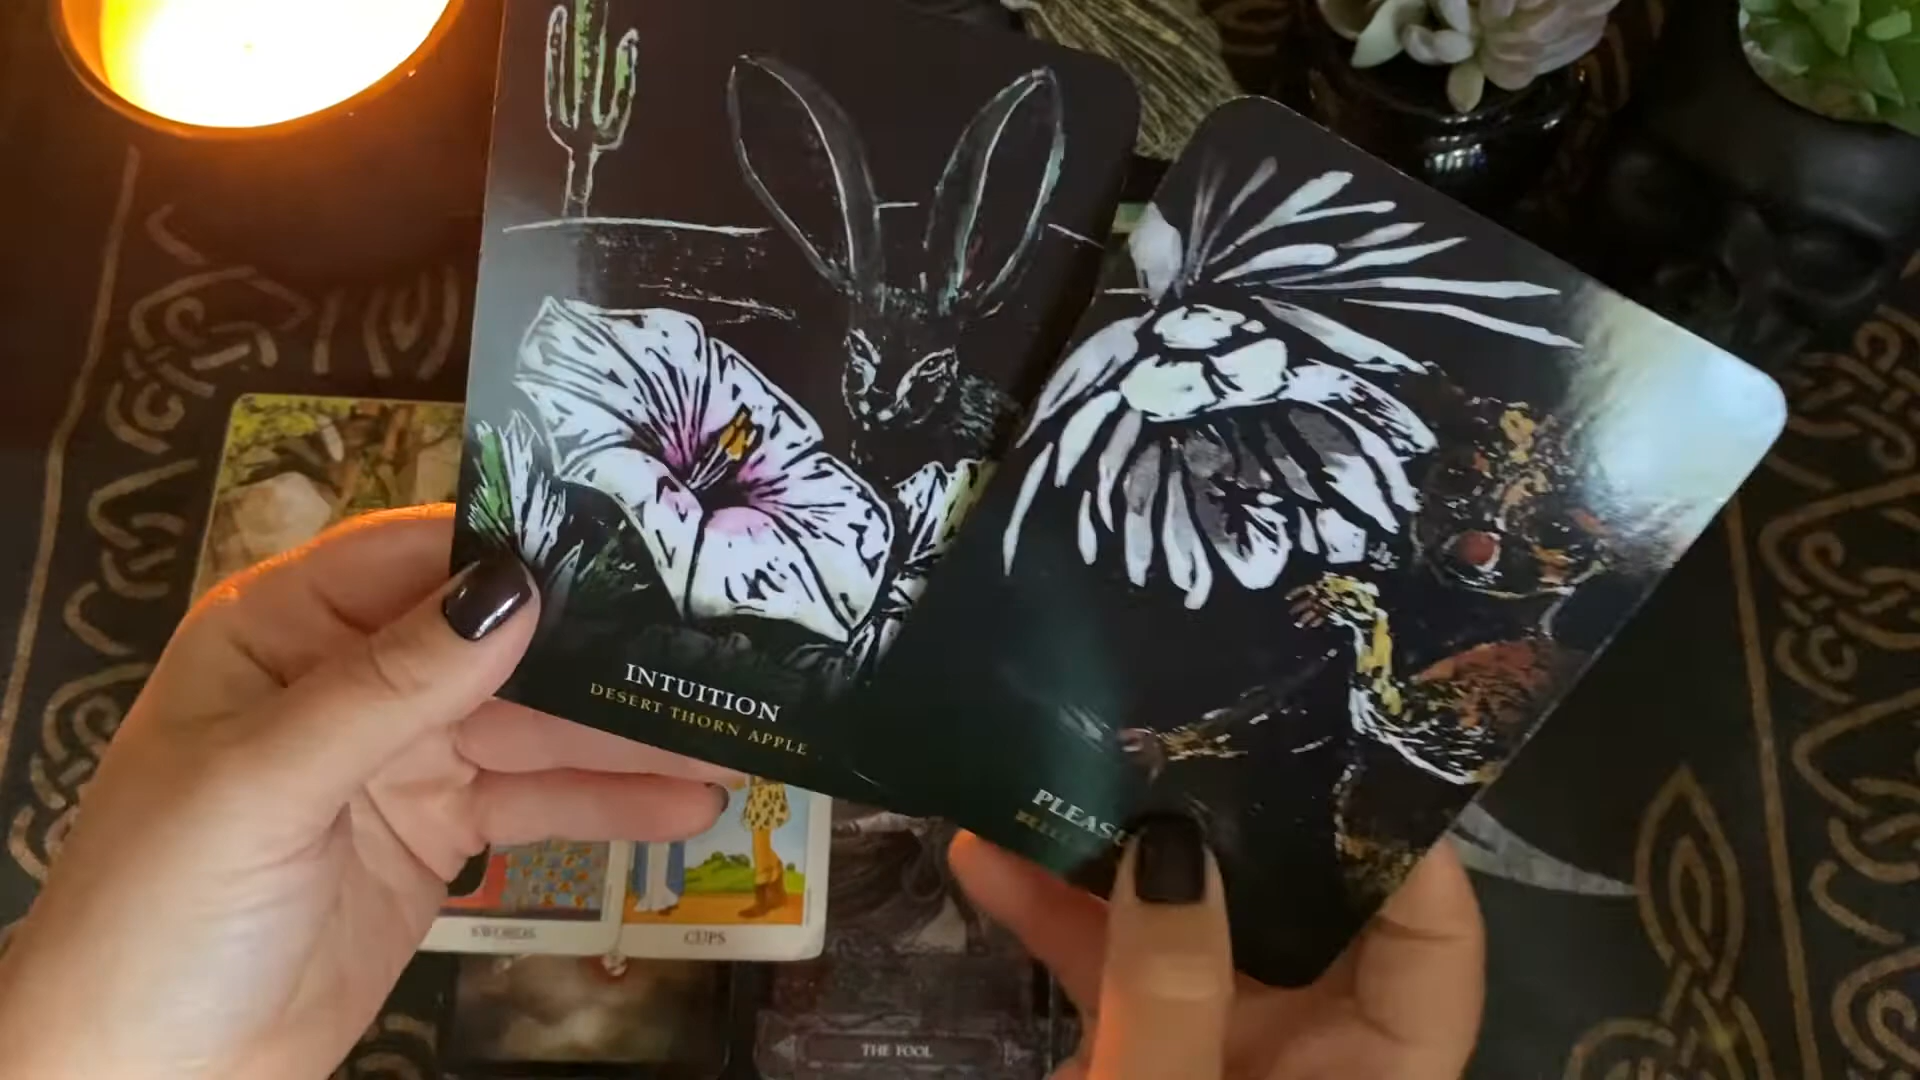 INTUITION
DESERT THORN APPLE
SWORDS
CUPS
THE FOOL